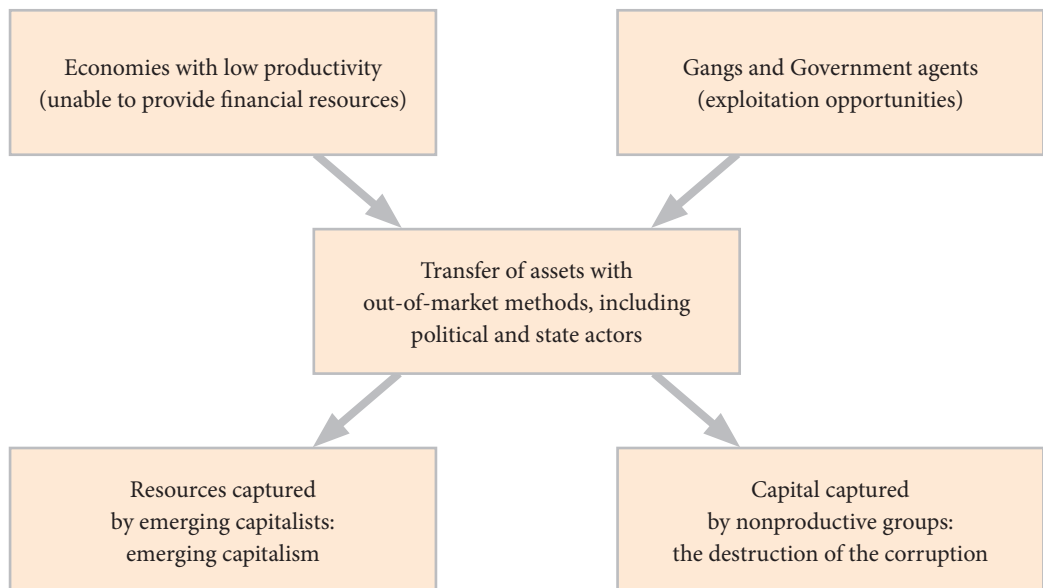 Economies with low productivity
(unable to provide financial resources)
Gangs and Government agents
(exploitation opportunities)
Transfer of assets with
out-of-market methods, including
political and state actors
Resources captured
by emerging capitalists:
emerging capitalism
Capital captured
by nonproductive groups:
the destruction of the corruption